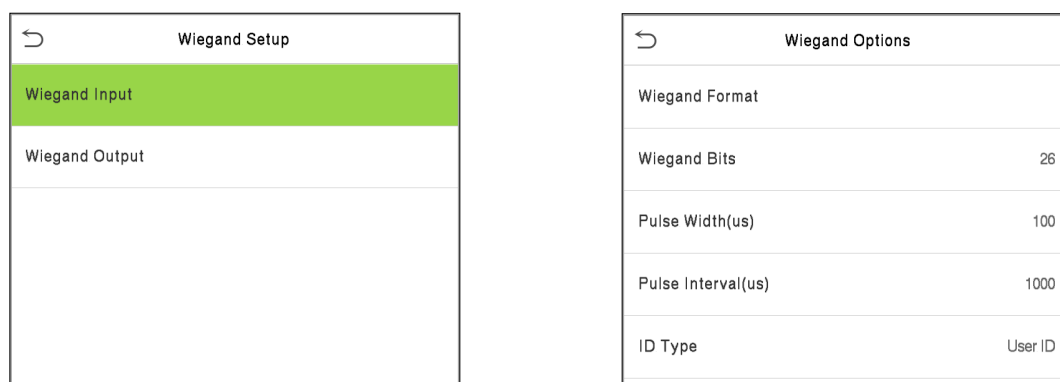 Wiegand Setup
Wiegand Input
Wiegand Output
Wiegand Options
Wiegand Format
Wiegand Bits 26
Pulse Width(us) 100
Pulse Interval(us) 1000
ID Type User ID